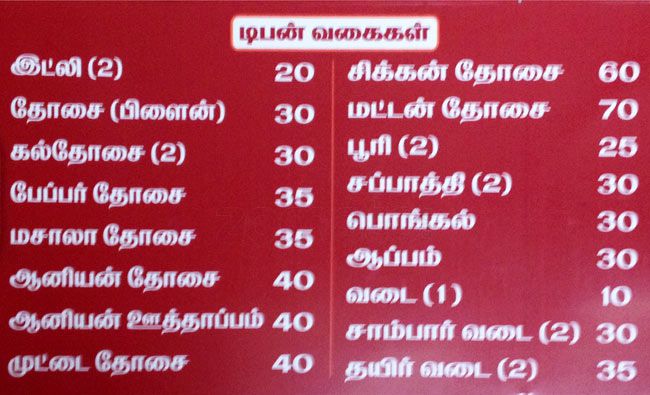 டிபன் வகைகள்
இட்லி (2) 20
தோசை (பிளைன்) 30
கல்தோசை (2) 30
பேப்பர் தோசை 35
மசாலா தோசை 35
ஆனியன் தோசை 40
ஆனியன் ஊத்தாப்பம் 40
முட்டை தோசை 40
சிக்கன் தோசை 60
மட்டன் தோசை 70
பூரி (2) 25
சப்பாத்தி (2) 30
பொங்கல் 30
ஆப்பம் 30
வடை (1) 10
சாம்பார் வடை (2) 30
தயிர் வடை (2) 35